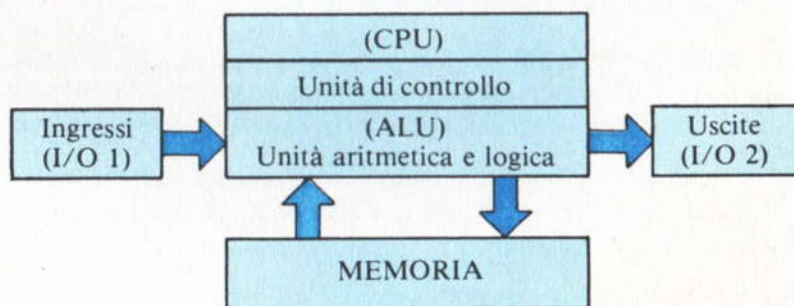 (CPU)
Unità di controllo
Ingressi
(I/O 1)
(ALU)
Unità aritmetica e logica
Uscite
(I/O 2)
MEMORIA